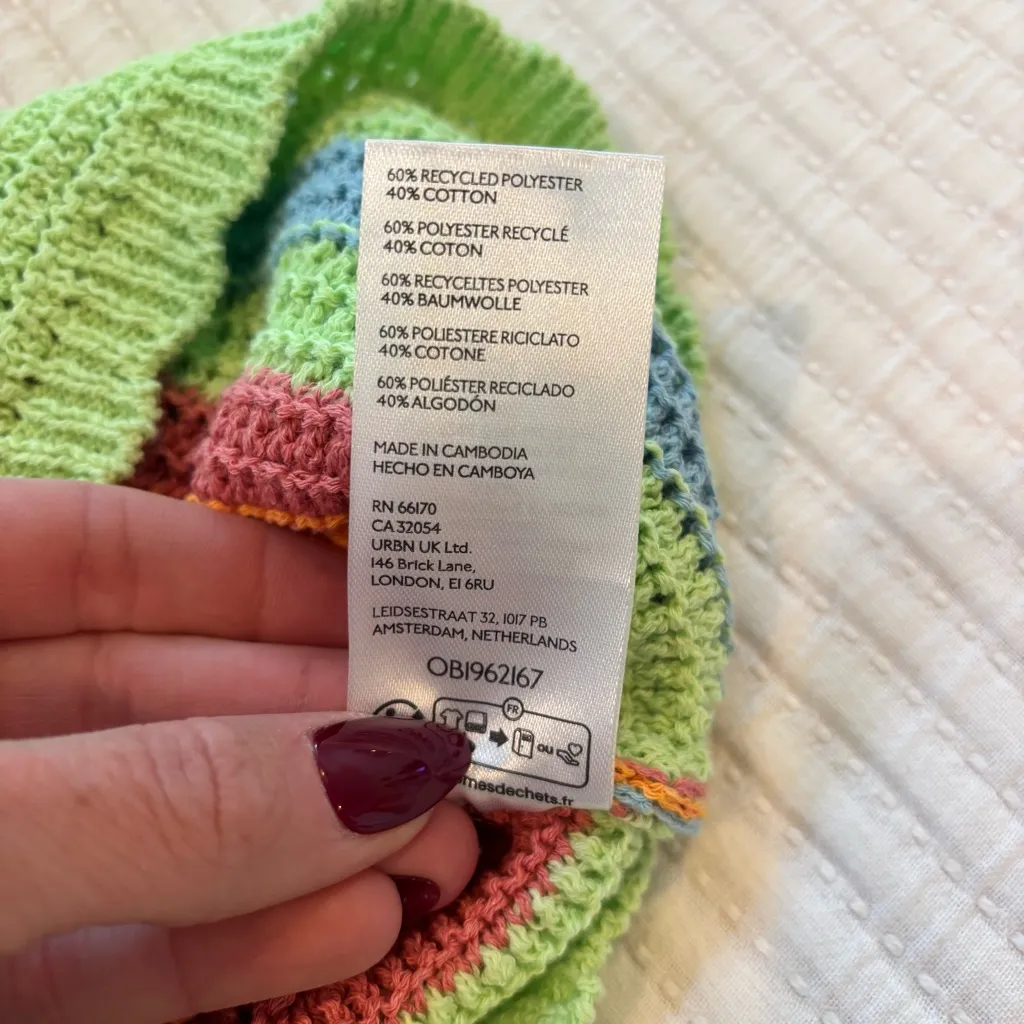 60% RECYCLED POLYESTER
40% COTTON
60% POLYESTER RECYCLÉ
40% COTON
60% RECYCELTES POLYESTER
40% BAUMWOLLE
60% POLIESTERE RICICLATO
40% COTONE
60% POLIÉSTER RECICLADO
40% ALGODÓN
MADE IN CAMBODIA
HECHO EN CAMBOYA
RN 66170
CA 32054
URBN UK Ltd.
146 Brick Lane,
LONDON, E1 6RU
LEIDSESTRAAT 32, 1017 PB
AMSTERDAM, NETHERLANDS
OB1962167
FR
OU
mesdechets.fr